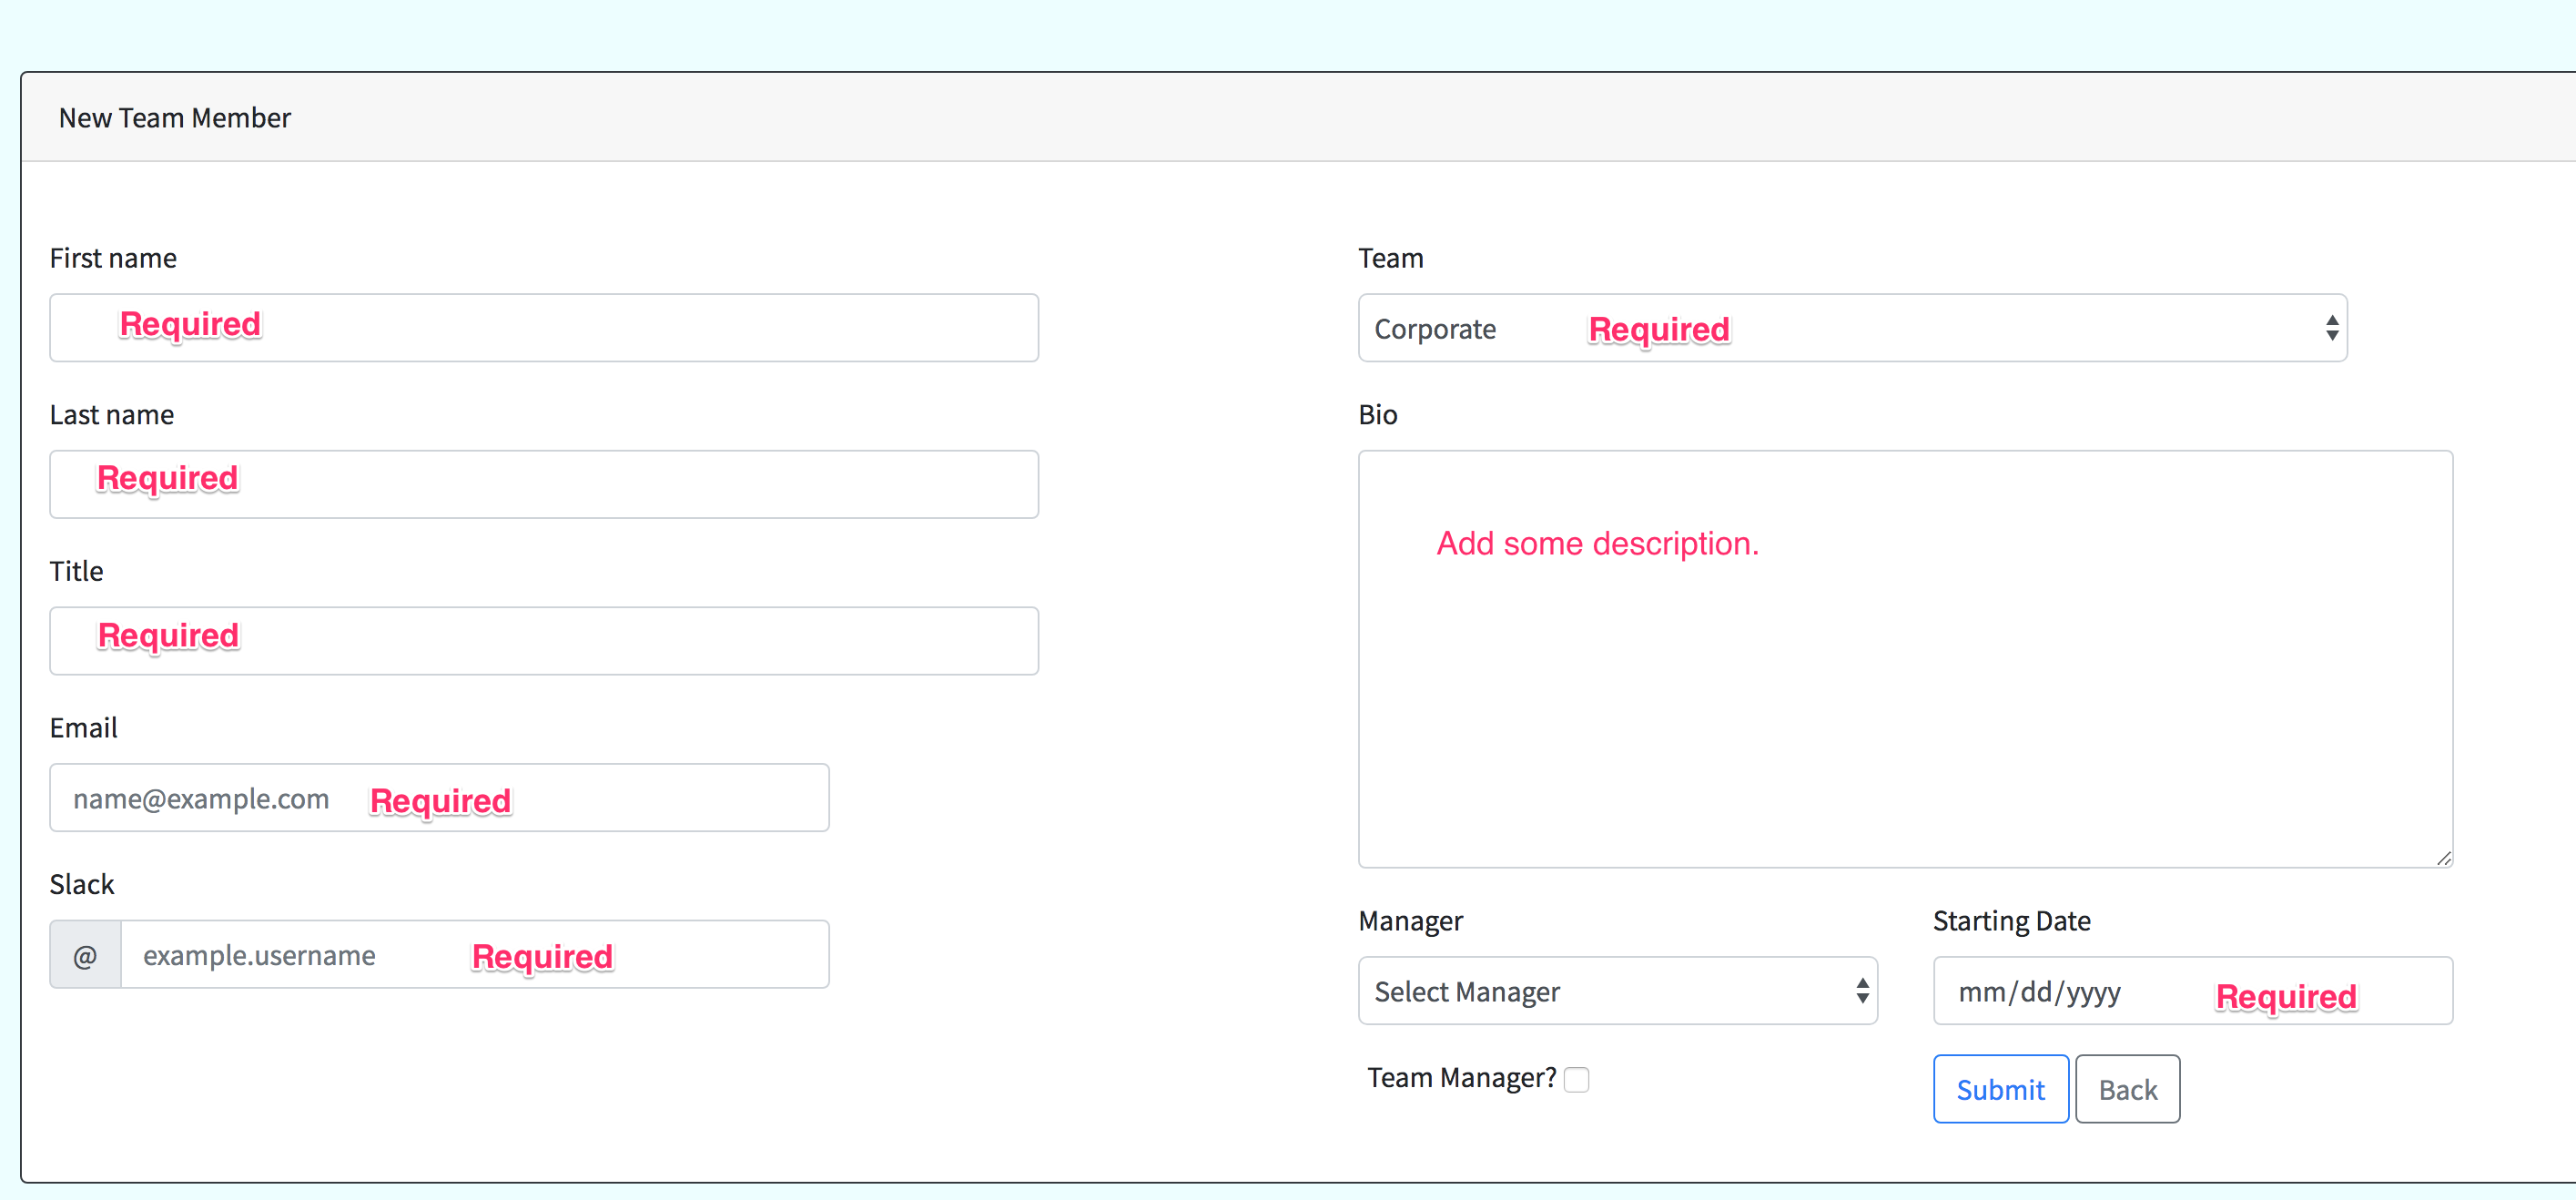 New Team Member
First name
Required
Last name
Required
Title
Required
Email
name@example.com Required
Slack
@ example.username Required
Team
Corporate Required
Bio
Add some description.
Manager
Select Manager
Starting Date
mm/dd/yyyy Required
Team Manager?
Submit Back